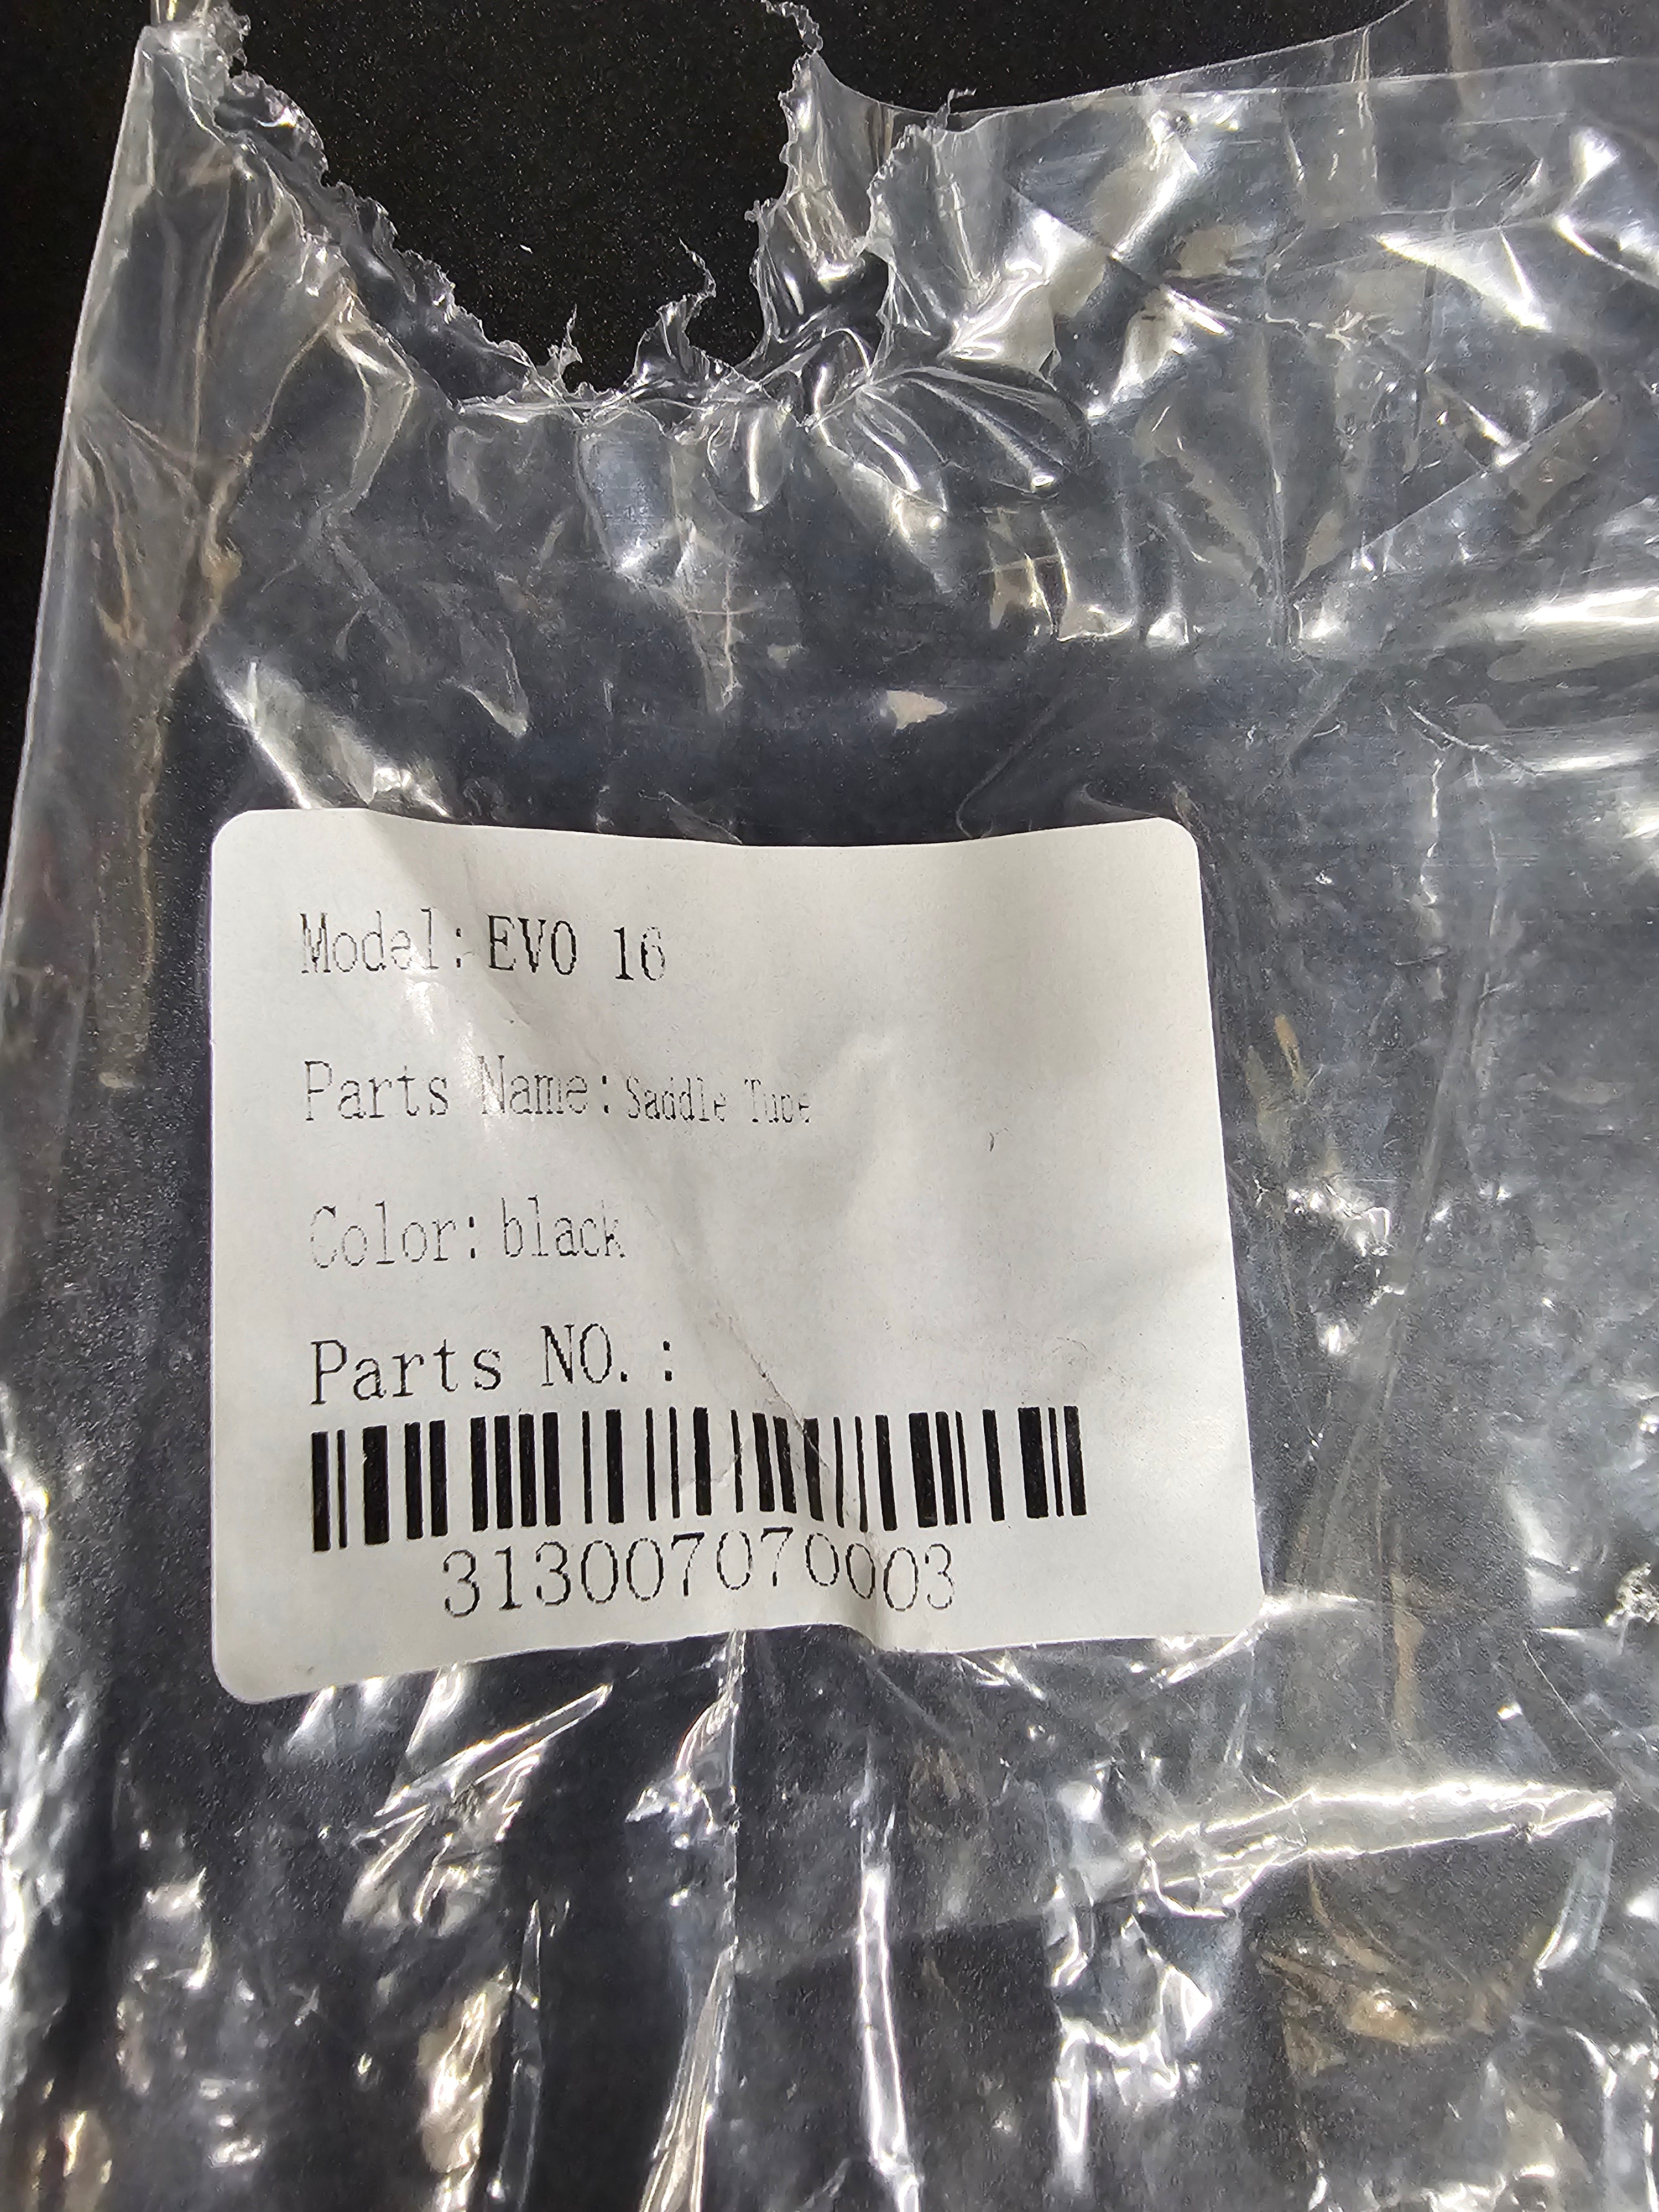 Model: EVO 16
Parts Name: Saddle Tube
Color: black
Parts NO. :
313007070003